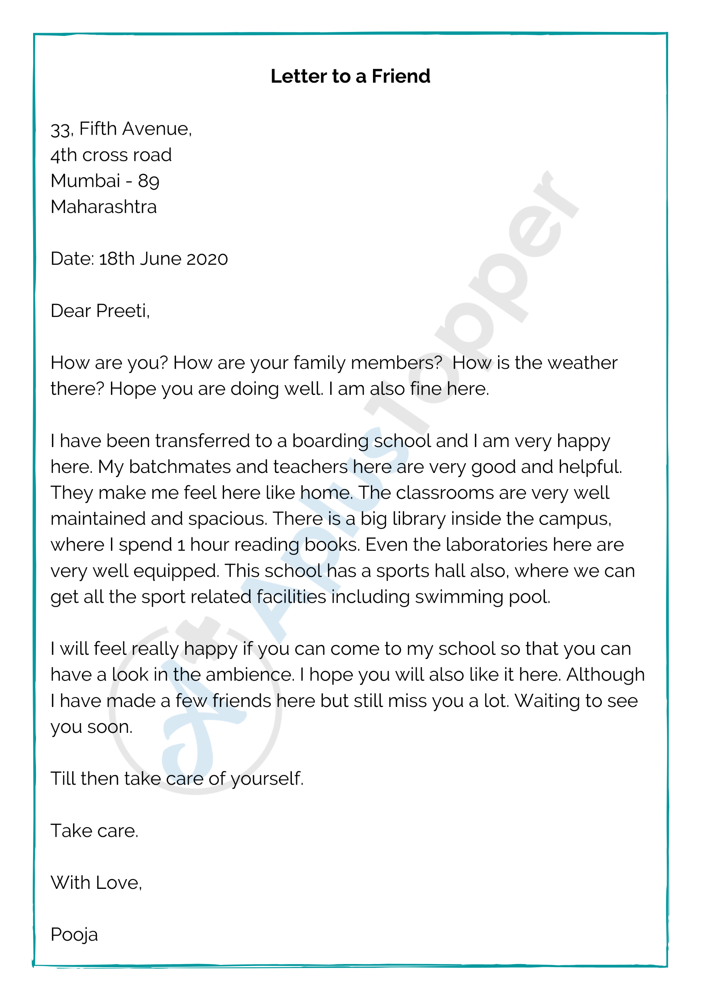 Letter to a Friend
33, Fifth Avenue,
4th cross road
Mumbai - 89
Maharashtra
Date: 18th June 2020
Dear Preeti,
How are you? How are your family members?  How is the weather
there? Hope you are doing well. I am also fine here.
I have been transferred to a boarding school and I am very happy
here. My batchmates and teachers here are very good and helpful.
They make me feel here like home. The classrooms are very well
maintained and spacious. There is a big library inside the campus,
where I spend 1 hour reading books. Even the laboratories here are
very well equipped. This school has a sports hall also, where we can
get all the sport related facilities including swimming pool.
I will feel really happy if you can come to my school so that you can
have a look in the ambience. I hope you will also like it here. Although
I have made a few friends here but still miss you a lot. Waiting to see
you soon.
Till then take care of yourself.
Take care.
With Love,
Pooja
A+ AplusTopper